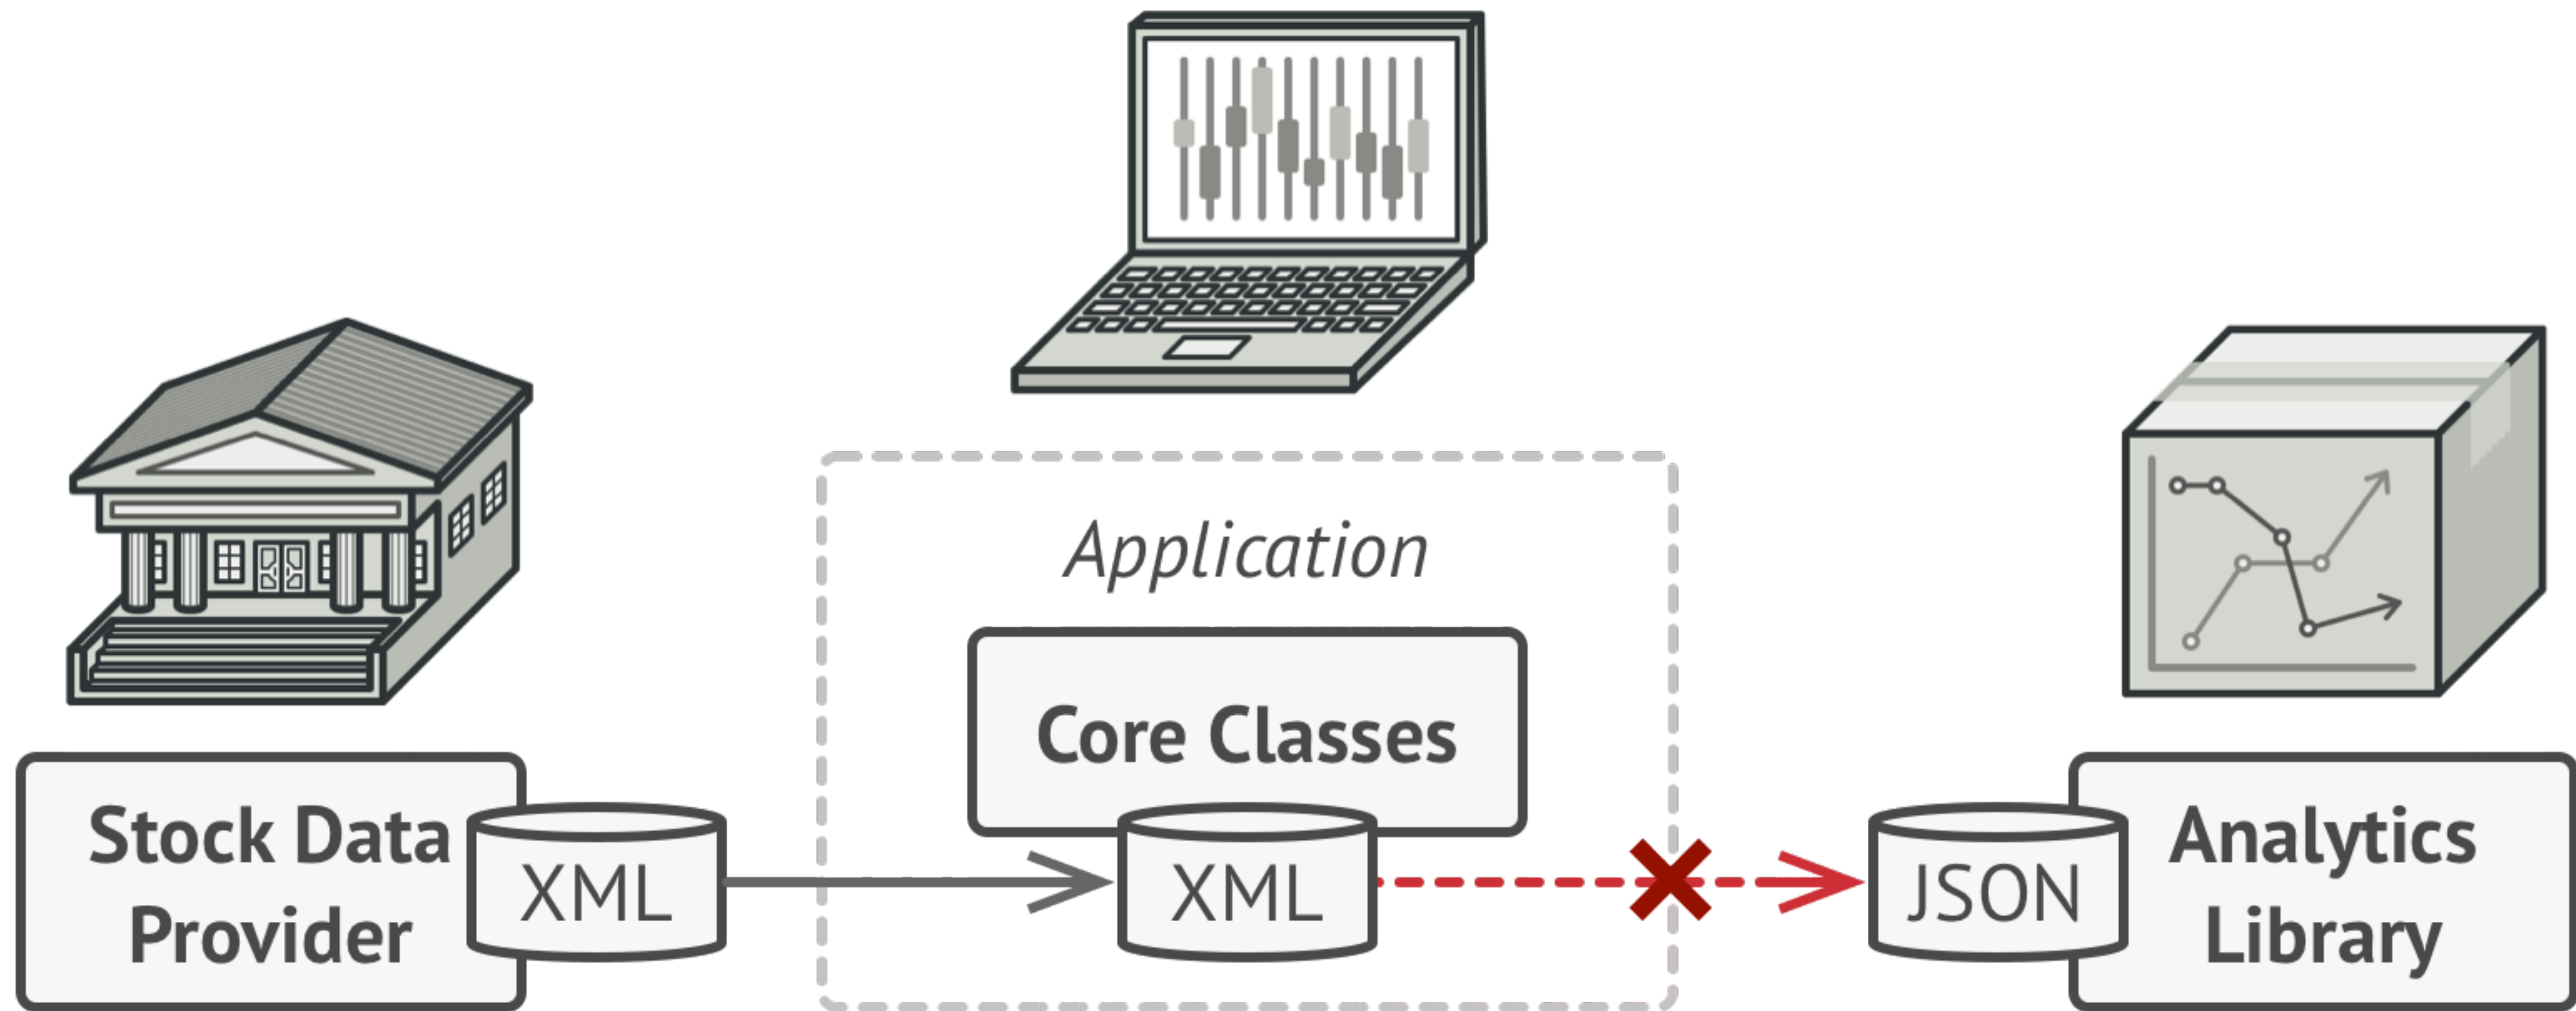 Application
Core Classes
Stock Data
Provider
XML
XML
JSON
Analytics
Library